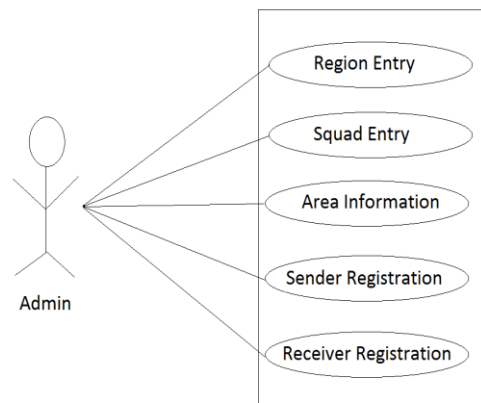 Region Entry
Squad Entry
Area Information
Sender Registration
Receiver Registration
Admin